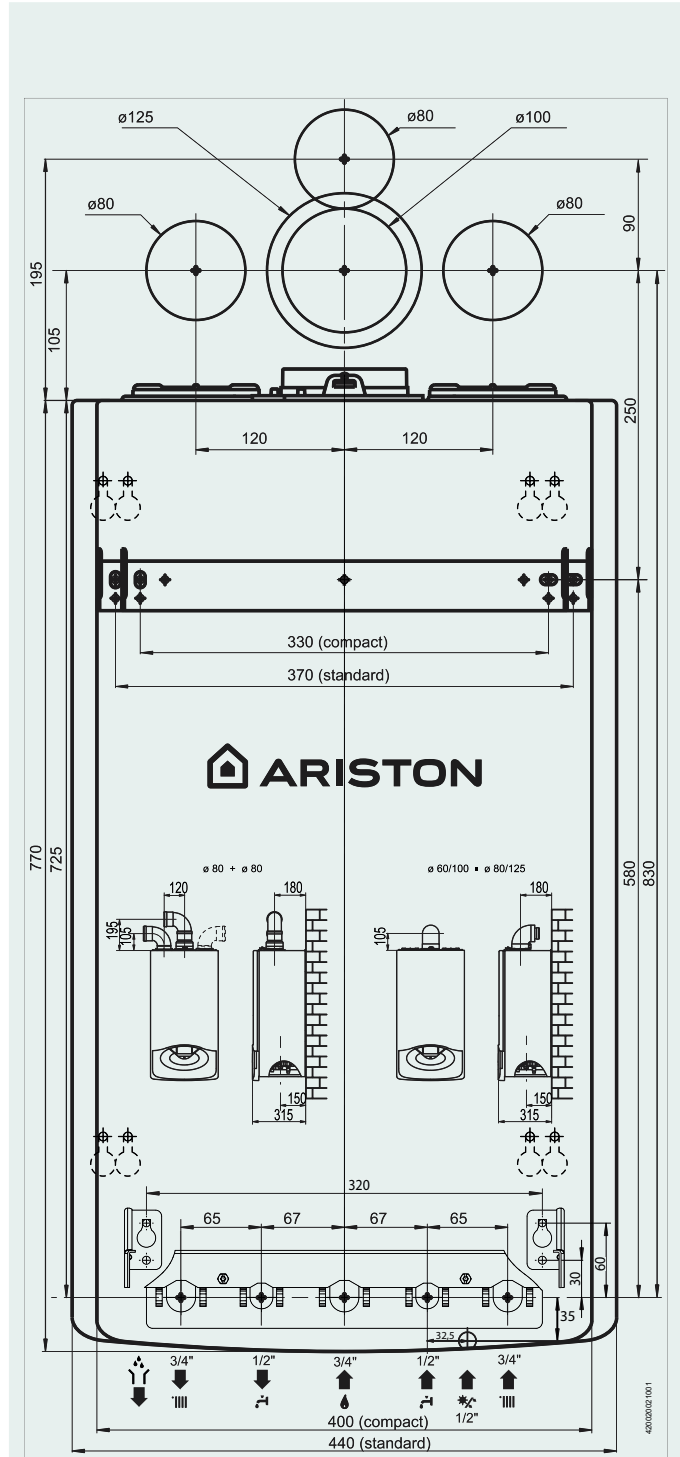 ø125
ø80
ø100
ø80
ø80
90
195
105
250
120 120
330 (compact)
370 (standard)
ARISTON
770
725
580
830
ø 80 + ø 80
ø 60/100 ø 80/125
120
180
180
195
105
105
150
315
150
315
320
65 67 67 65
60
30
35
32,5
3/4" 1/2" 3/4" 1/2" 3/4"
1/2"
400 (compact)
440 (standard)
420020021001